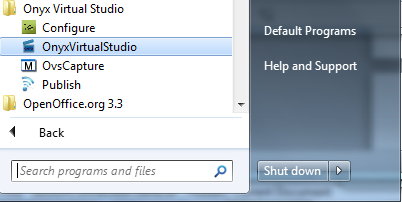 Onyx Virtual Studio
Configure
OnyxVirtualStudio
OvsCapture
Publish
OpenOffice.org 3.3
Back
Search programs and files
Default Programs
Help and Support
Shut down